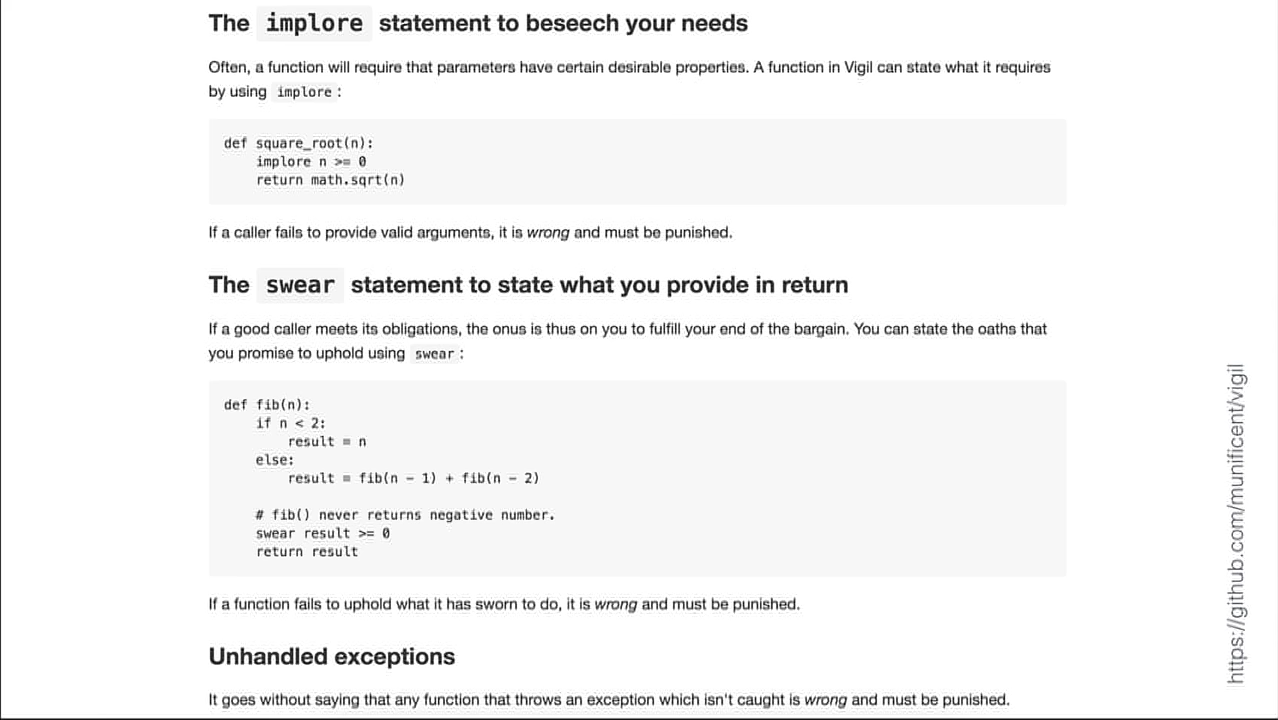 The implore statement to beseech your needs
Often, a function will require that parameters have certain desirable properties. A function in Vigil can state what it requires
by using implore :
def square_root(n):
    implore n >= 0
    return math.sqrt(n)
If a caller fails to provide valid arguments, it is wrong and must be punished.
The swear statement to state what you provide in return
If a good caller meets its obligations, the onus is thus on you to fulfill your end of the bargain. You can state the oaths that
you promise to uphold using swear :
def fib(n):
    if n < 2:
        result = n
    else:
        result = fib(n - 1) + fib(n - 2)
    # fib() never returns negative number.
    swear result >= 0
    return result
If a function fails to uphold what it has sworn to do, it is wrong and must be punished.
Unhandled exceptions
It goes without saying that any function that throws an exception which isn't caught is wrong and must be punished.
https://github.com/munificent/vigil